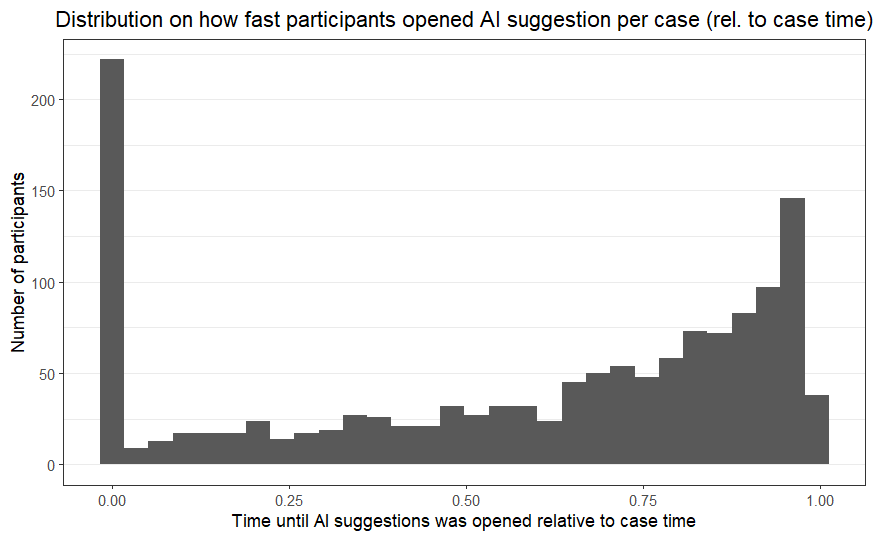 Distribution on how fast participants opened AI suggestion per case (rel. to case time)
Number of participants
200
150
100
50
0
0.00 0.25 0.50 0.75 1.00
Time until AI suggestions was opened relative to case time